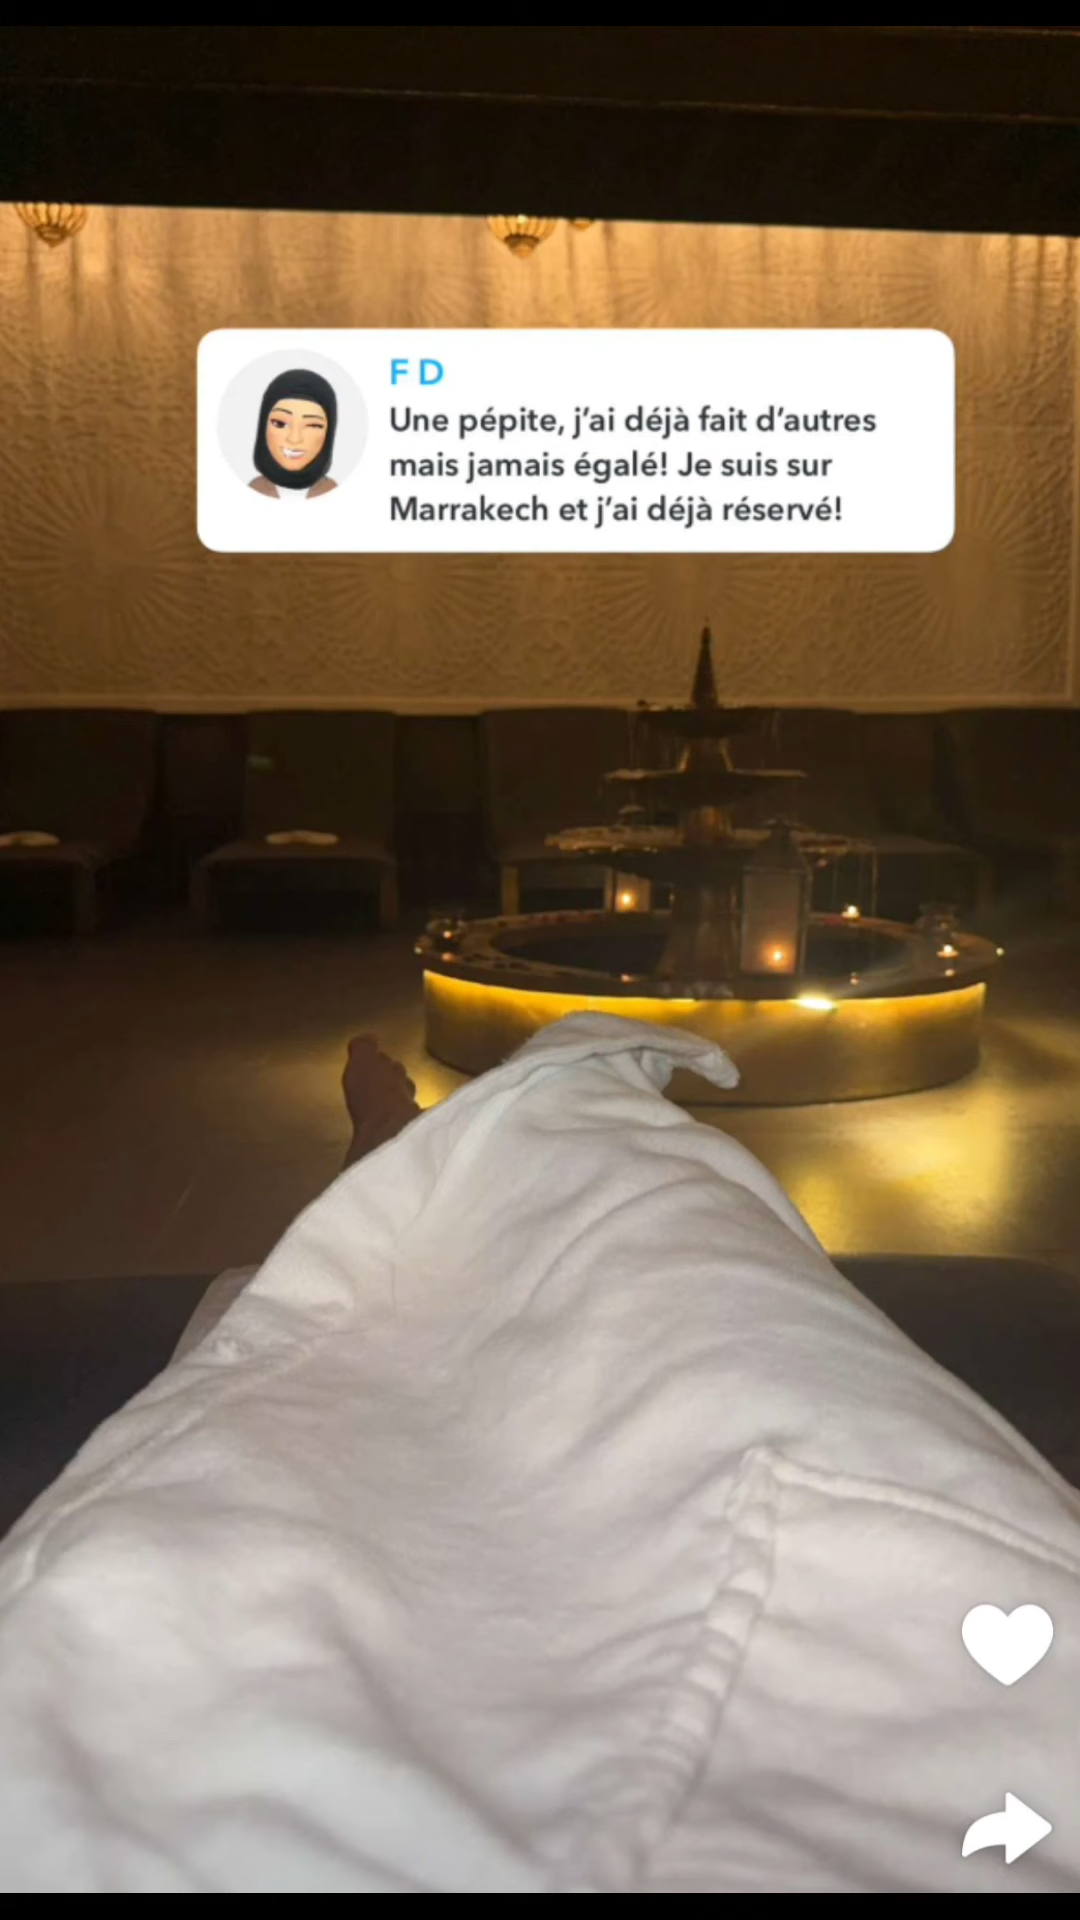 F D
Une pépite, j’ai déjà fait d’autres
mais jamais égalé! Je suis sur
Marrakech et j’ai déjà réservé!